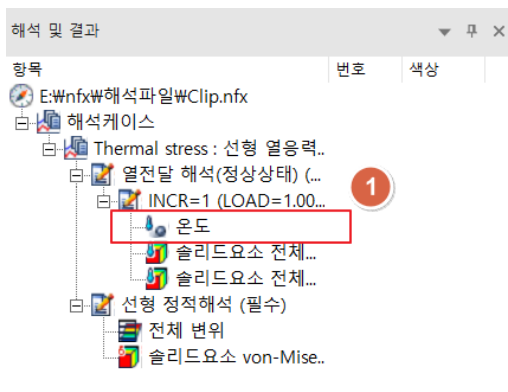 해석 및 결과
항목 번호 색상
E:₩nfx₩해석파일₩Clip.nfx
해석케이스
Thermal stress : 선형 열응력..
열전달 해석(정상상태) (...
INCR=1 (LOAD=1.00...
1
온도
솔리드요소 전체...
솔리드요소 전체...
선형 정적해석 (필수)
전체 변위
솔리드요소 von-Mise..